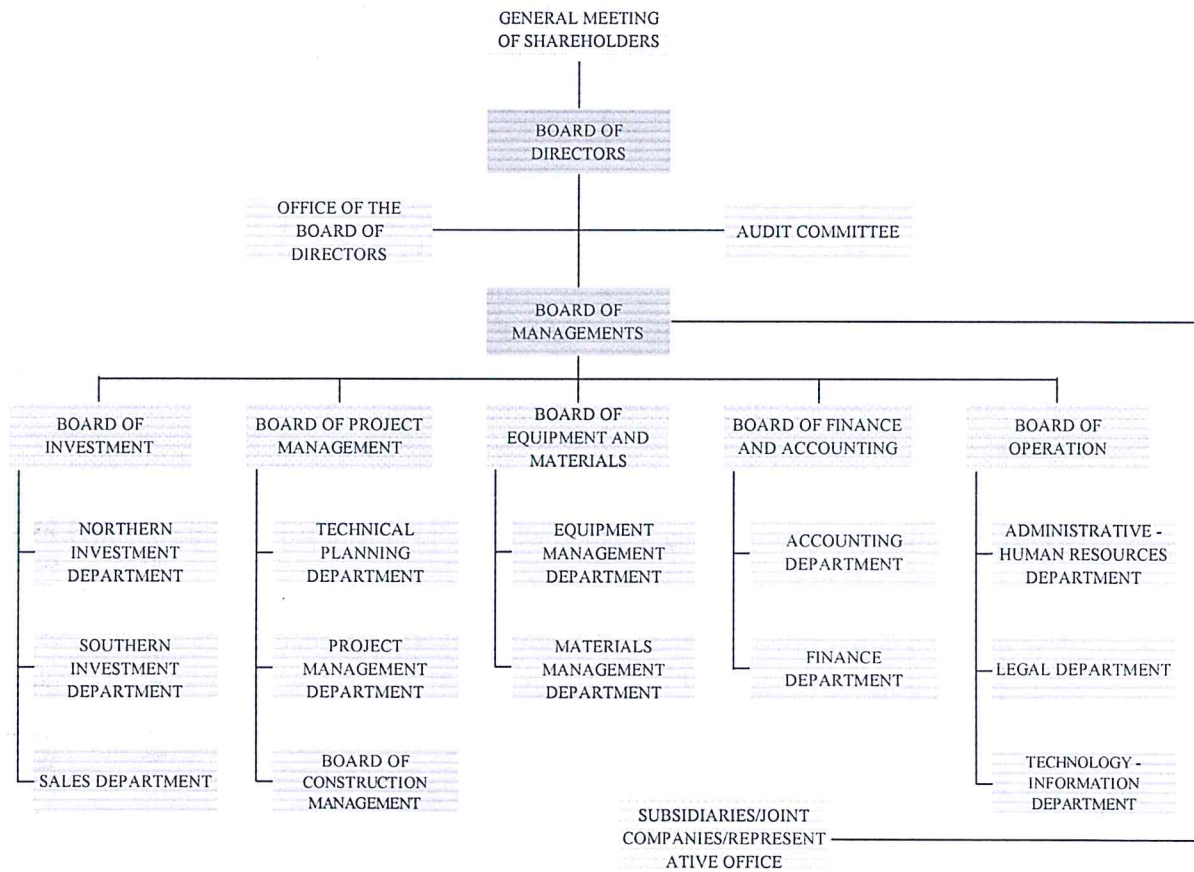 GENERAL MEETING
OF SHAREHOLDERS
BOARD OF
DIRECTORS
OFFICE OF THE
BOARD OF
DIRECTORS
AUDIT COMMITTEE
BOARD OF
MANAGEMENTS
BOARD OF
INVESTMENT
BOARD OF PROJECT
MANAGEMENT
BOARD OF
EQUIPMENT AND
MATERIALS
BOARD OF FINANCE
AND ACCOUNTING
BOARD OF
OPERATION
NORTHERN
INVESTMENT
DEPARTMENT
TECHNICAL
PLANNING
DEPARTMENT
EQUIPMENT
MANAGEMENT
DEPARTMENT
ACCOUNTING
DEPARTMENT
ADMINISTRATIVE -
HUMAN RESOURCES
DEPARTMENT
SOUTHERN
INVESTMENT
DEPARTMENT
PROJECT
MANAGEMENT
DEPARTMENT
MATERIALS
MANAGEMENT
DEPARTMENT
FINANCE
DEPARTMENT
LEGAL DEPARTMENT
SALES DEPARTMENT
BOARD OF
CONSTRUCTION
MANAGEMENT
TECHNOLOGY -
INFORMATION
DEPARTMENT
SUBSIDIARIES/JOINT
COMPANIES/REPRESENT
ATIVE OFFICE